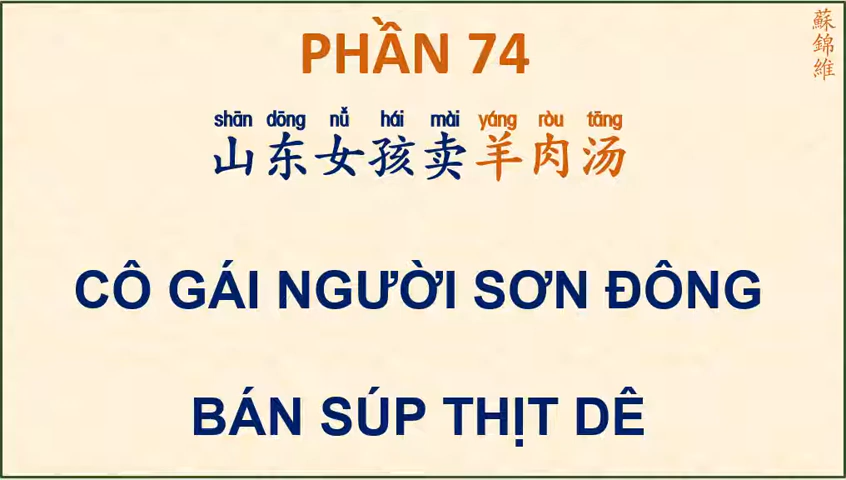 PHẦN 74
shān dōng nǚ hái mài yáng ròu tāng
山东女孩卖羊肉汤
CÔ GÁI NGƯỜI SƠN ĐÔNG
BÁN SÚP THỊT DÊ
蘇錦維